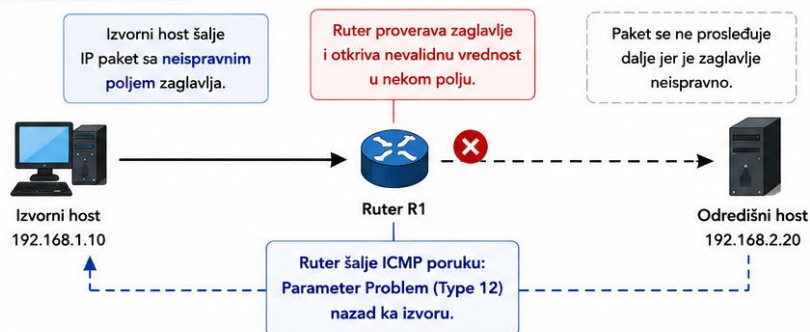 Izvorni host šalje
IP paket sa neispravnim
poljem zaglavlja.
Ruter proverava zaglavlje
i otkriva nevalidnu vrednost
u nekom polju.
Paket se ne prosleđuje
dalje jer je zaglavlje
neispravno.
Izvorni host
192.168.1.10
Ruter R1
Odredišni host
192.168.2.20
Ruter šalje ICMP poruku:
Parameter Problem (Type 12)
nazad ka izvoru.